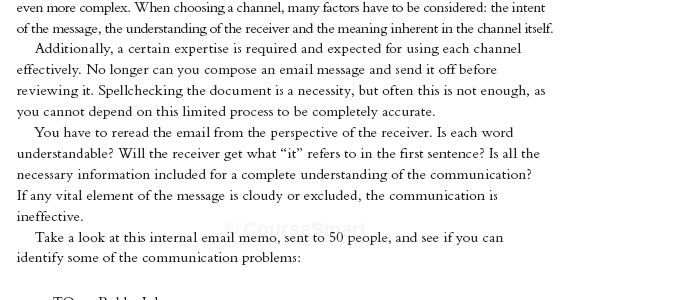 even more complex. When choosing a channel, many factors have to be considered: the intent
of the message, the understanding of the receiver and the meaning inherent in the channel itself.
Additionally, a certain expertise is required and expected for using each channel
effectively. No longer can you compose an email message and send it off before
reviewing it. Spellchecking the document is a necessity, but often this is not enough, as
you cannot depend on this limited process to be completely accurate.
You have to reread the email from the perspective of the receiver. Is each word
understandable? Will the receiver get what “it” refers to in the first sentence? Is all the
necessary information included for a complete understanding of the communication?
If any vital element of the message is cloudy or excluded, the communication is
ineffective.
© CourseSmart
Take a look at this internal email memo, sent to 50 people, and see if you can
identify some of the communication problems: